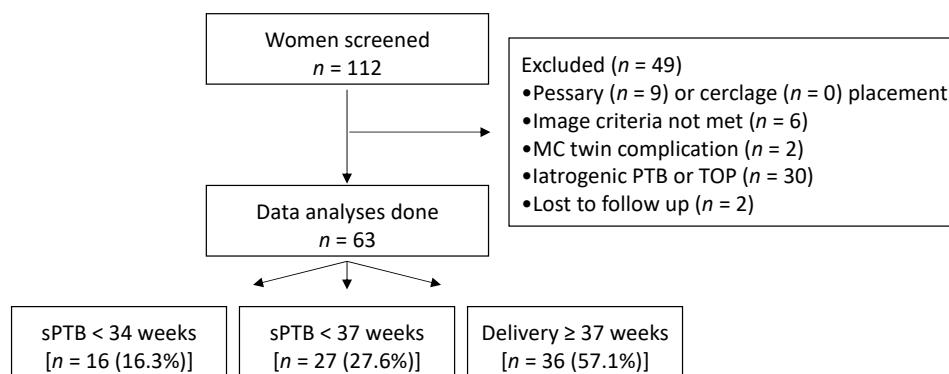 Women screened
n = 112
Excluded (n = 49)
•Pessary (n = 9) or cerclage (n = 0) placement
•Image criteria not met (n = 6)
•MC twin complication (n = 2)
•Iatrogenic PTB or TOP (n = 30)
•Lost to follow up (n = 2)
Data analyses done
n = 63
sPTB < 34 weeks
[n = 16 (16.3%)]
sPTB < 37 weeks
[n = 27 (27.6%)]
Delivery ≥ 37 weeks
[n = 36 (57.1%)]